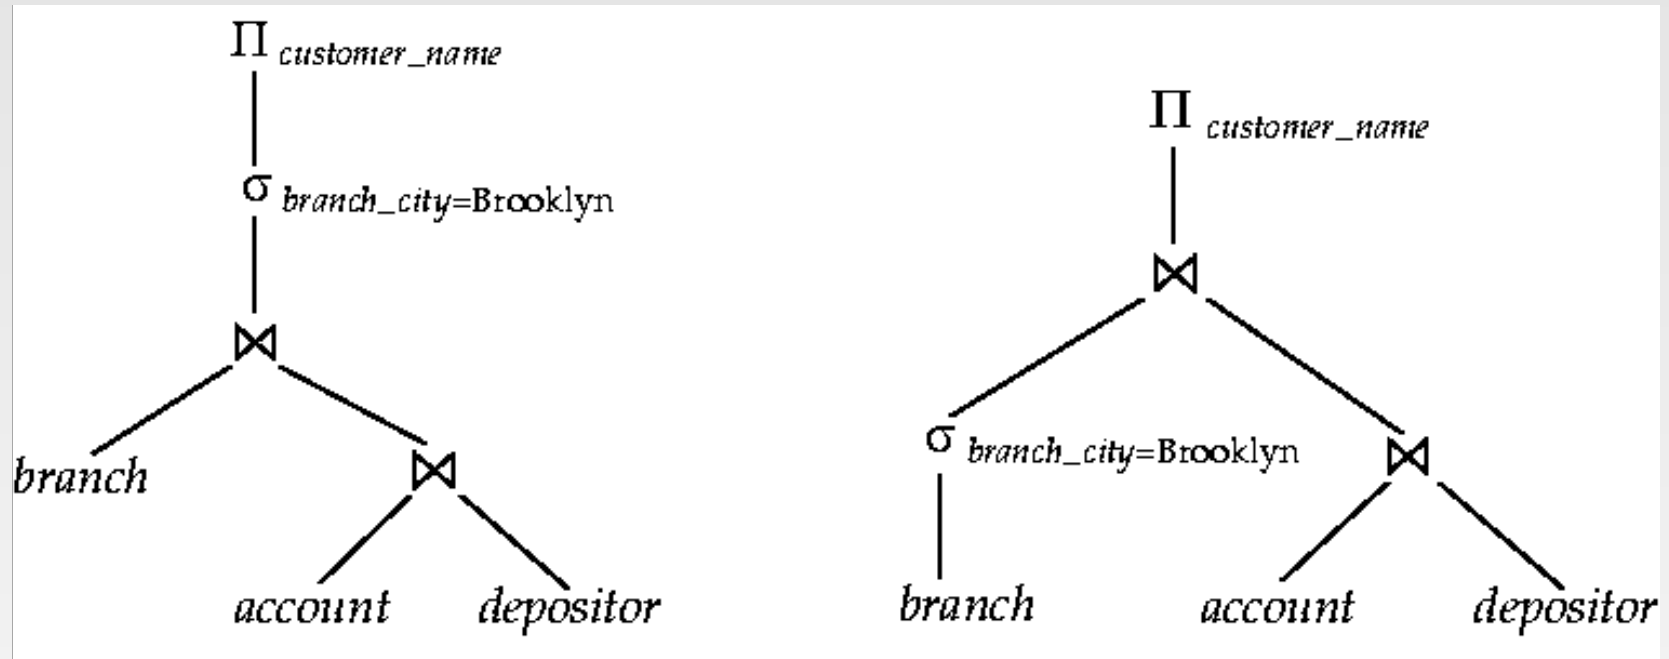 Π customer_name
σ branch_city=Brooklyn
⋈
branch
⋈
account depositor
Π customer_name
⋈
σ branch_city=Brooklyn
⋈
branch account depositor